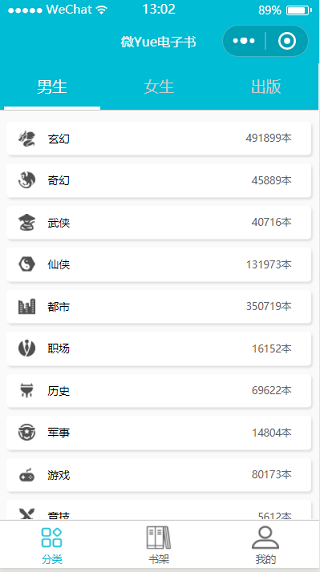 WeChat 13:02 89%
微Yue电子书
男生 女生 出版
玄幻 491899本
奇幻 45889本
武侠 40716本
仙侠 131973本
都市 350719本
职场 16152本
历史 69622本
军事 14804本
游戏 80173本
竞技 5612本
分类 书架 我的